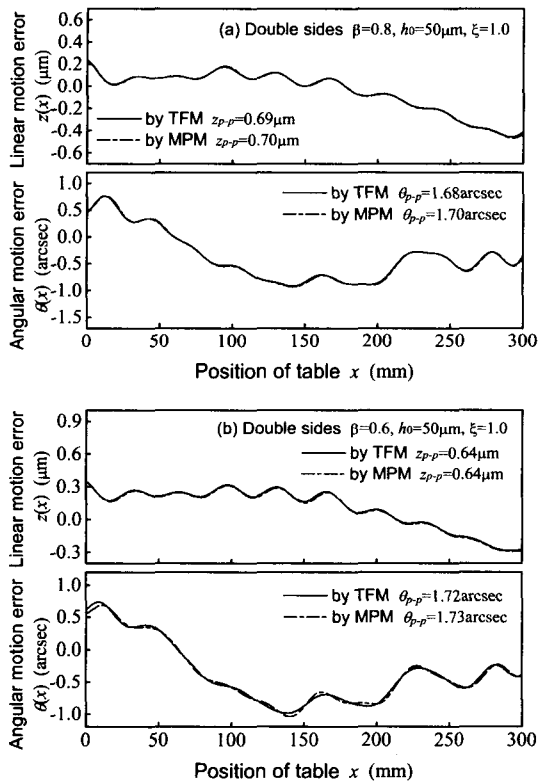 (a) Double sides β=0.8, h0=50μm, ξ=1.0
Linear motion error
z(x) (μm)
0.6
0.2
0.0
-0.2
-0.4
-0.6
by TFM zp-p=0.69μm
by MPM zp-p=0.70μm
Angular motion error
θ(x) (arcsec)
1.0
0.5
0.0
-0.5
-1.0
-1.5
by TFM θp-p=1.68arcsec
by MPM θp-p=1.70arcsec
0 50 100 150 200 250 300
Position of table x (mm)
(b) Double sides β=0.6, h0=50μm, ξ=1.0
Linear motion error
z(x) (μm)
0.9
0.6
0.3
0.0
-0.3
by TFM zp-p=0.64μm
by MPM zp-p=0.64μm
Angular motion error
θ(x) (arcsec)
1.0
0.5
0.0
-0.5
-1.0
by TFM θp-p=1.72arcsec
by MPM θp-p=1.73arcsec
0 50 100 150 200 250 300
Position of table x (mm)